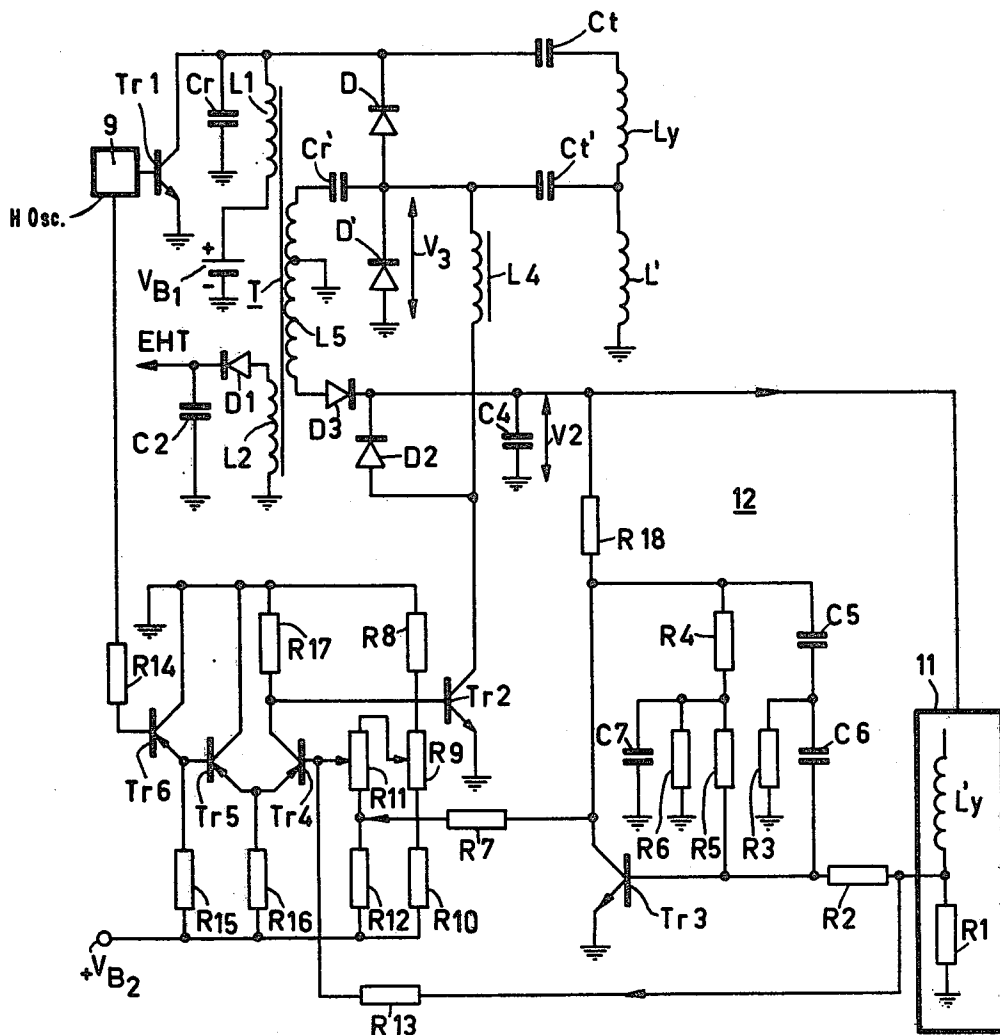 Ct
Tr1
Cr
L1
D
9
Cr'
Ct'
Ly
H Osc.
D'
V3
VB1
+
-
T
L4
L'
L5
EHT
D1
D3
C4
V2
C2
L2
D2
12
R18
R4
C5
R17
R8
11
R14
Tr2
C7
C6
Tr6
Tr5
Tr4
R11
R9
L'y
R7
R6
R5
R3
R15
R16
R12
R10
Tr3
R2
R1
+VB2
R13